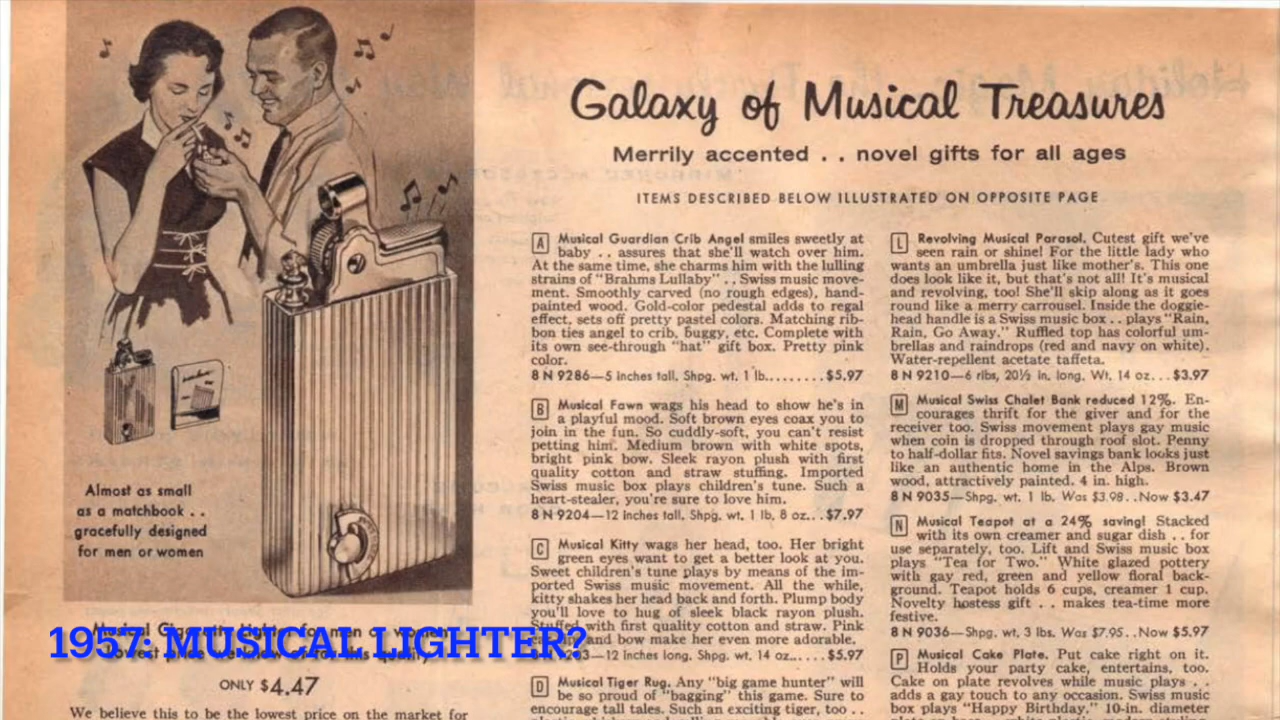 Almost as small
as a matchbook . .
gracefully designed
for men or women
1957: MUSICAL LIGHTER?
ONLY $4.47
We believe this to be the lowest price on the market for
Galaxy of Musical Treasures
Merrily accented . . novel gifts for all ages
ITEMS DESCRIBED BELOW ILLUSTRATED ON OPPOSITE PAGE
A Musical Guardian Crib Angel smiles sweetly at
baby . . assures that she'll watch over him.
At the same time, she charms him with the lulling
strains of "Brahms Lullaby" . . Swiss music move-
ment. Smoothly carved (no rough edges), hand-
painted wood. Gold-color pedestal adds to regal
effect, sets off pretty pastel colors. Matching rib-
bon ties angel to crib, buggy, etc. Complete with
its own see-through "hat" gift box. Pretty pink
color.
8 N 9286—5 inches tall. Shpg. wt. 1 lb.........$5.97
B Musical Fawn wags his head to show he's in
a playful mood. Soft brown eyes coax you to
join in the fun. So cuddly-soft, you can't resist
petting him. Medium brown with white spots,
bright pink bow. Sleek rayon plush with first
quality cotton and straw stuffing. Imported
Swiss music box plays children's tune. Such a
heart-stealer, you're sure to love him.
8 N 9204—12 inches tall. Shpg. wt. 1 lb. 8 oz...$7.97
C Musical Kitty wags her head, too. Her bright
green eyes want to get a better look at you.
Sweet children's tune plays by means of the im-
ported Swiss music movement. All the while,
kitty shakes her head back and forth. Plump body
you'll love to hug of sleek black rayon plush.
Stuffed with first quality cotton and straw. Pink
and bow make her even more adorable.
—12 inches long. Shpg. wt. 14 oz.......$5.97
D Musical Tiger Rug. Any "big game hunter" will
be so proud of "bagging" this game. Sure to
encourage tall tales. Such an exciting tiger, too . .
L Revolving Musical Parasol. Cutest gift we've
seen rain or shine! For the little lady who
wants an umbrella just like mother's. This one
does look like it, but that's not all! It's musical
and revolving, too! She'll skip along as it goes
round like a merry carrousel. Inside the doggie-
head handle is a Swiss music box . . plays "Rain,
Rain, Go Away." Ruffled top has colorful um-
brellas and raindrops (red and navy on white).
Water-repellent acetate taffeta.
8 N 9210—6 ribs, 20½ in. long. Wt. 14 oz...$3.97
M Musical Swiss Chalet Bank reduced 12%. En-
courages thrift for the giver and for the
receiver too. Swiss movement plays gay music
when coin is dropped through roof slot. Penny
to half-dollar fits. Novel savings bank looks just
like an authentic home in the Alps. Brown
wood, attractively painted. 4 in. high.
8 N 9035—Shpg. wt. 1 lb. Was $3.98..Now $3.47
N Musical Teapot at a 24% saving! Stacked
with its own creamer and sugar dish . . for
use separately, too. Lift and Swiss music box
plays "Tea for Two." White glazed pottery
with gay red, green and yellow floral back-
ground. Teapot holds 6 cups, creamer 1 cup.
Novelty hostess gift . . makes tea-time more
festive.
8 N 9036—Shpg. wt. 3 lbs. Was $7.95..Now $5.97
P Musical Cake Plate. Put cake right on it.
Holds your party cake, entertains, too.
Cake on plate revolves while music plays . .
adds a gay touch to any occasion. Swiss music
box plays "Happy Birthday." 10-in. diameter